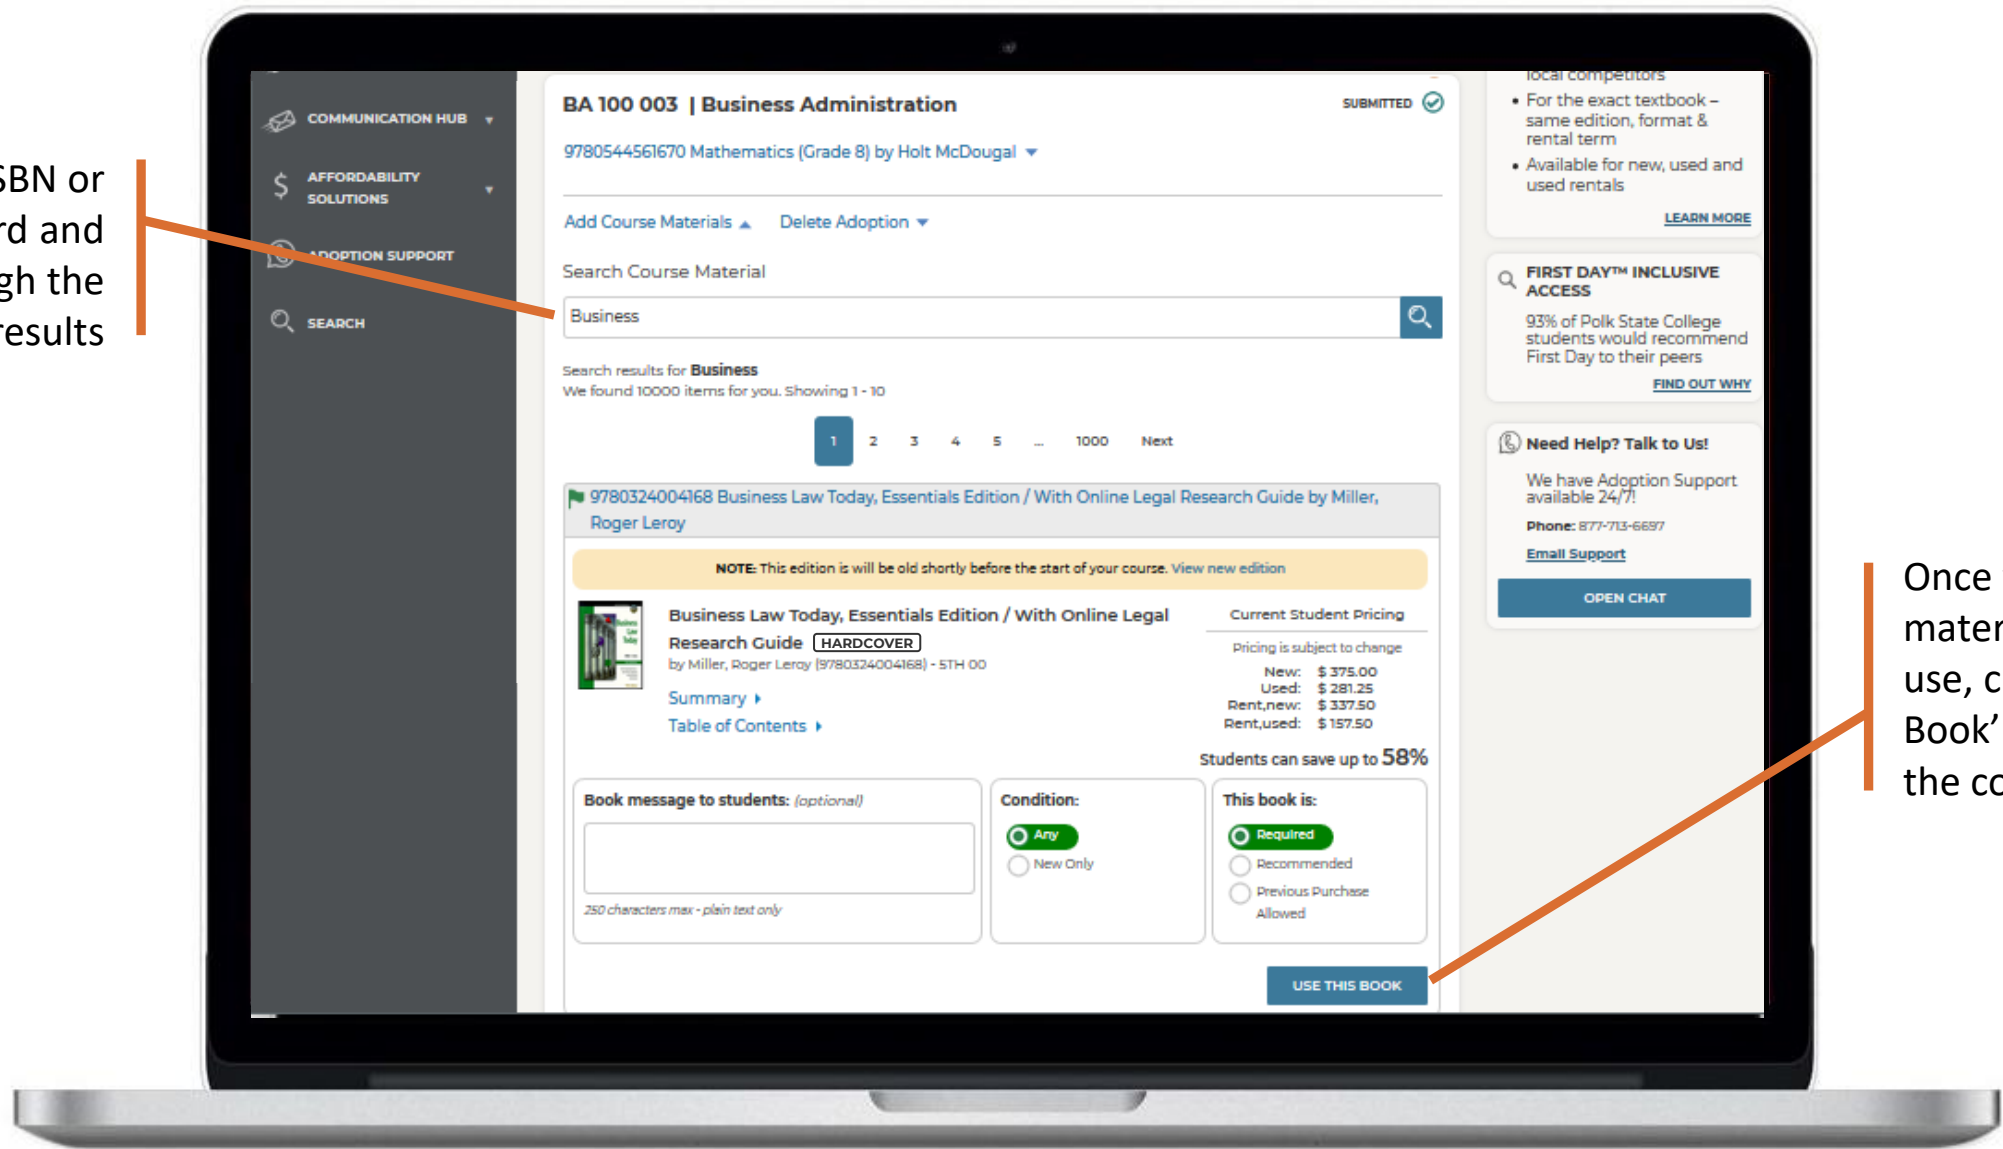 SBN or
rd and
gh the
results
COMMUNICATION HUB
AFFORDABILITY
SOLUTIONS
ADOPTION SUPPORT
SEARCH
BA 100 003 | Business Administration
SUBMITTED
9780544561670 Mathematics (Grade 8) by Holt McDougal
Add Course Materials
Delete Adoption
Search Course Material
Business
Search results for Business
We found 10000 items for you. Showing 1 - 10
1 2 3 4 5 ... 1000 Next
9780324004168 Business Law Today, Essentials Edition / With Online Legal Research Guide by Miller,
Roger Leroy
NOTE: This edition is will be old shortly before the start of your course. View new edition
Business Law Today, Essentials Edition / With Online Legal
Research Guide HARDCOVER
by Miller, Roger Leroy (9780324004168) - 5TH 00
Summary
Table of Contents
Current Student Pricing
Pricing is subject to change
New: $ 375.00
Used: $ 281.25
Rent,new: $ 337.50
Rent,used: $ 157.50
Students can save up to 58%
Book message to students: (optional)
250 characters max - plain text only
Condition:
Any
New Only
This book is:
Required
Recommended
Previous Purchase
Allowed
USE THIS BOOK
local competitors
• For the exact textbook –
same edition, format &
rental term
• Available for new, used and
used rentals
LEARN MORE
FIRST DAY™ INCLUSIVE
ACCESS
93% of Polk State College
students would recommend
First Day to their peers
FIND OUT WHY
Need Help? Talk to Us!
We have Adoption Support
available 24/7!
Phone: 877-713-6697
Email Support
OPEN CHAT
Once
mater
use, c
Book’
the co